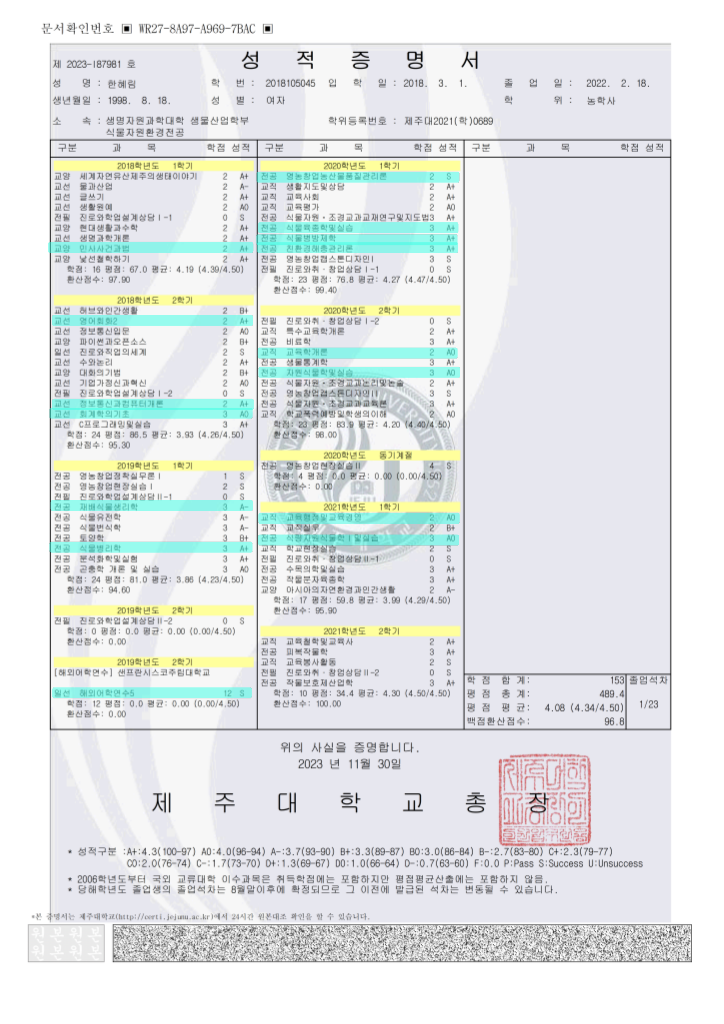 문서확인번호 ▣ WR27-8A97-A969-7BAC ▣
제 2023-I87981 호
성 적 증 명 서
성 명 : 한혜림 학 번 : 2018105045 입 학 일 : 2018. 3. 1. 졸 업 일 : 2022. 2. 18.
생년월일 : 1998. 8. 18. 성 별 : 여자 학 위 : 농학사
소 속 : 생명자원과학대학 생물산업학부 학위등록번호 : 제주대2021(학)0689
식물자원환경전공
구분 과 목 학점 성적 구분 과 목 학점 성적 구분 과 목 학점 성적
2018학년도 1학기
교양 세계자연유산제주의생태이야기 2 A+
교선 물과산업 2 A-
교선 글쓰기 2 A+
교선 생활원예 2 A0
전필 진로와학업설계상담Ⅰ-1 0 S
교양 현대생활과수학 2 A+
교선 생명과학개론 2 A+
교양 민사사건과법 2 A+
교양 낯선철학하기 2 A+
학점: 16 평점: 67.0 평균: 4.19 (4.39/4.50)
환산점수: 97.90
2018학년도 2학기
교선 허브와인간생활 2 B+
교선 영어회화2 2 A+
교선 정보통신입문 2 A0
교양 파이썬과오픈소스 2 B+
일선 진로와직업의세계 2 S
교선 수와논리 2 A+
교양 대화의기법 2 B+
교선 기업가정신과혁신 2 A0
전필 진로와학업설계상담Ⅰ-2 0 S
교선 정보통신과컴퓨터개론 2 A+
교선 회계학의기초 3 A0
교선 C프로그래밍및실습 3 A+
학점: 24 평점: 86.5 평균: 3.93 (4.26/4.50)
환산점수: 95.30
2019학년도 1학기
전공 영농창업정착실무론Ⅰ 1 S
전공 영농창업현장실습Ⅰ 2 S
전필 진로와학업설계상담Ⅱ-1 0 S
전공 재배식물생리학 3 A-
전공 식물유전학 3 A-
전공 식물번식학 3 A-
전공 토양학 3 B+
전공 식물병리학 3 A+
전공 분석화학및실험 3 A+
전공 곤충학 개론 및 실습 3 A0
학점: 24 평점: 81.0 평균: 3.86 (4.23/4.50)
환산점수: 94.60
2019학년도 2학기
전필 진로와학업설계상담Ⅱ-2 0 S
학점: 0 평점: 0.0 평균: 0.00 (0.00/4.50)
환산점수: 0.00
2019학년도 2학기
[해외어학연수] 샌프란시스코주립대학교
일선 해외어학연수5 12 S
학점: 12 평점: 0.0 평균: 0.00 (0.00/4.50)
환산점수: 0.00
2020학년도 1학기
전공 영농창업농산물품질관리론 2 S
교직 생활지도및상담 2 A+
교직 교육사회 2 A+
교직 교육평가 2 A0
전공 식물자원·조경교과교재연구및지도법3 A+
전공 식물육종학및실습 3 A+
전공 식물병방제학 3 A+
전공 친환경해충관리론 3 A+
전공 영농창업캡스톤디자인Ⅰ 3 S
전필 진로와취·창업상담Ⅰ-1 0 S
학점: 23 평점: 76.8 평균: 4.27 (4.47/4.50)
환산점수: 99.40
2020학년도 2학기
전필 진로와취·창업상담Ⅰ-2 0 S
교직 특수교육학개론 2 A+
전공 비료학 3 A+
교직 교육학개론 2 A0
전공 생물통계학 3 A+
전공 자원식물학및실습 3 A0
전공 식물자원·조경교과논리및논술 2 A+
전공 영농창업캡스톤디자인Ⅱ 3 S
전공 식물자원·조경교과교육론 3 A+
교직 학교폭력예방및학생의이해 2 A0
학점: 23 평점: 83.9 평균: 4.20 (4.40/4.50)
환산점수: 98.00
2020학년도 동기계절
전공 영농창업현장실습Ⅱ 4 S
학점: 4 평점: 0.0 평균: 0.00 (0.00/4.50)
환산점수: 0.00
2021학년도 1학기
교직 교육행정및교육경영 2 A0
교직 교직실무 2 B+
전공 식량자원식물학Ⅰ및실습 3 A0
교직 학교현장실습 2 S
전필 진로와취·창업상담Ⅱ-1 0 S
전공 수목의학및실습 3 A+
전공 작물분자육종학 3 A+
교양 아시아의자연환경과인간생활 2 A-
학점: 17 평점: 59.8 평균: 3.99 (4.29/4.50)
환산점수: 95.90
2021학년도 2학기
교직 교육철학및교육사 2 A+
전공 피복작물학 3 A+
교직 교육봉사활동 2 S
전필 진로와취·창업상담Ⅱ-2 0 S
전공 작물보호제산업학 3 A+
학점: 10 평점: 34.4 평균: 4.30 (4.50/4.50)
환산점수: 100.00
학 점 합 계: 153 졸업석차
평 점 총 계: 489.4
평 점 평 균: 4.08 (4.34/4.50) 1/23
백점환산점수: 96.8
위의 사실을 증명합니다.
2023 년 11월 30일
제 주 대 학 교 총 장
* 성적구분 :A+:4.3(100-97) A0:4.0(96-94) A-:3.7(93-90) B+:3.3(89-87) B0:3.0(86-84) B-:2.7(83-80) C+:2.3(79-77)
C0:2.0(76-74) C-:1.7(73-70) D+:1.3(69-67) D0:1.0(66-64) D-:0.7(63-60) F:0.0 P:Pass S:Success U:Unsuccess
* 2006학년도부터 국외 교류대학 이수과목은 취득학점에는 포함하지만 평점평균산출에는 포함하지 않음.
* 당해학년도 졸업생의 졸업석차는 8월말이후에 확정되므로 그 이전에 발급된 석차는 변동될 수 있습니다.
*본 증명서는 제주대학교(http://certi.jejunu.ac.kr)에서 24시간 원본대조 확인을 할 수 있습니다.
원본원본
원본원본